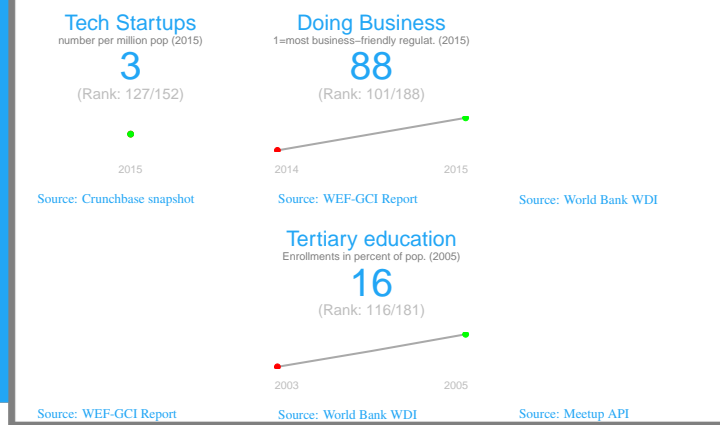 Tech Startups
number per million pop (2015)
3
(Rank: 127/152)
2015
Source: Crunchbase snapshot
Doing Business
1=most business−friendly regulat. (2015)
88
(Rank: 101/188)
2014 2015
Source: WEF-GCI Report
Source: World Bank WDI
Tertiary education
Enrollments in percent of pop. (2005)
16
(Rank: 116/181)
2003 2005
Source: WEF-GCI Report
Source: World Bank WDI
Source: Meetup API